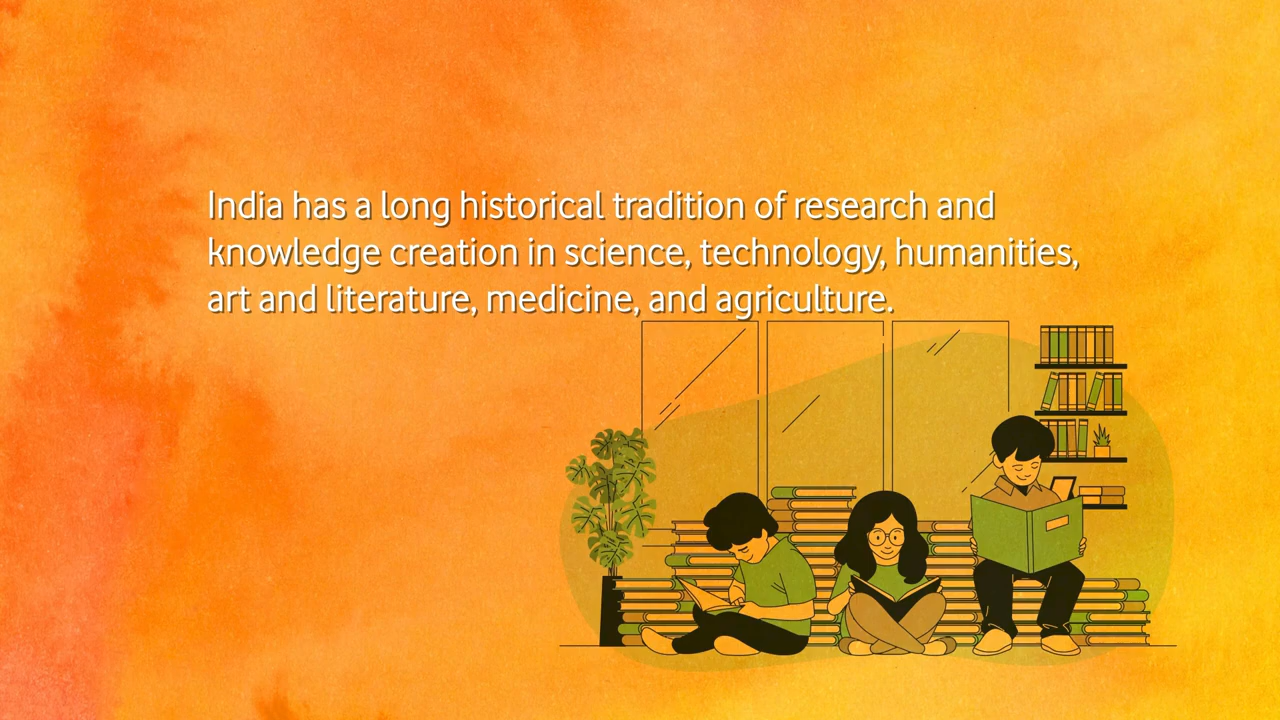 India has a long historical tradition of research and
knowledge creation in science, technology, humanities,
art and literature, medicine, and agriculture.